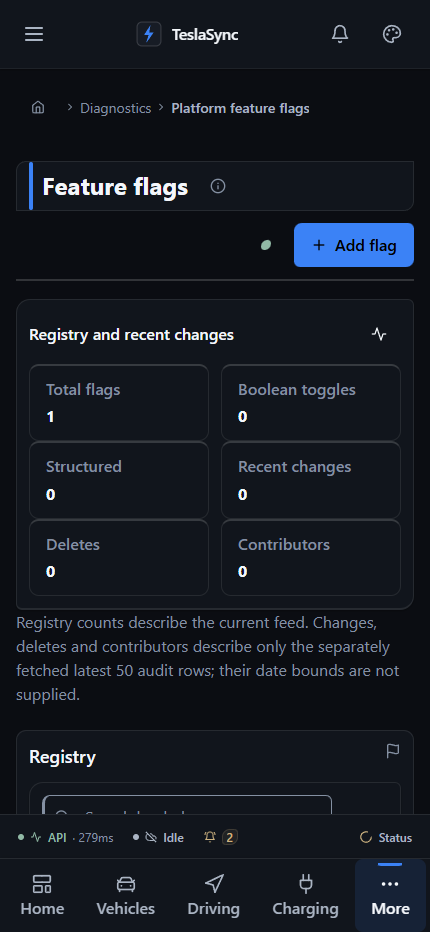 TeslaSync
Diagnostics
Platform feature flags
Feature flags
Add flag
Registry and recent changes
Total flags
1
Boolean toggles
0
Structured
0
Recent changes
0
Deletes
0
Contributors
0
Registry counts describe the current feed. Changes,
deletes and contributors describe only the separately
fetched latest 50 audit rows; their date bounds are not
supplied.
Registry
API · 279ms
Idle
2
Status
Home
Vehicles
Driving
Charging
More